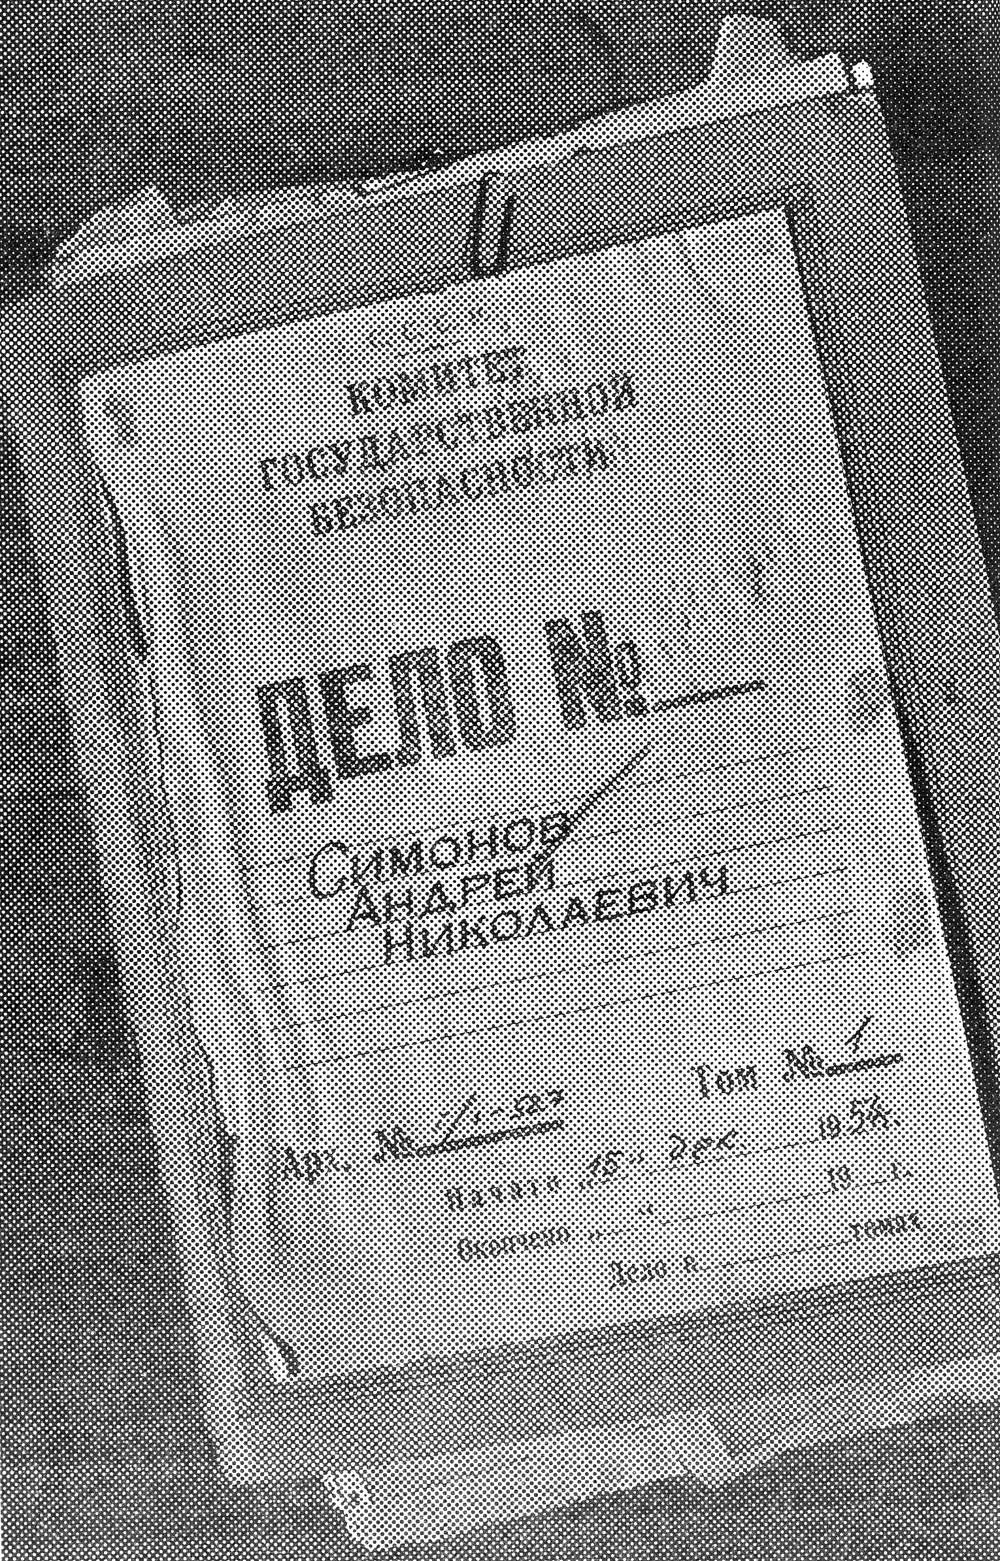 КОМИТЕТ
ГОСУДАРСТВЕННОЙ
БЕЗОПАСНОСТИ
ДЕЛО №
СИМОНОВ
АНДРЕЙ
НИКОЛАЕВИЧ
Том № 1
Арх. №
Начато „15“ дек. 195
Окончено „ “ 19 г.
Дело в томах